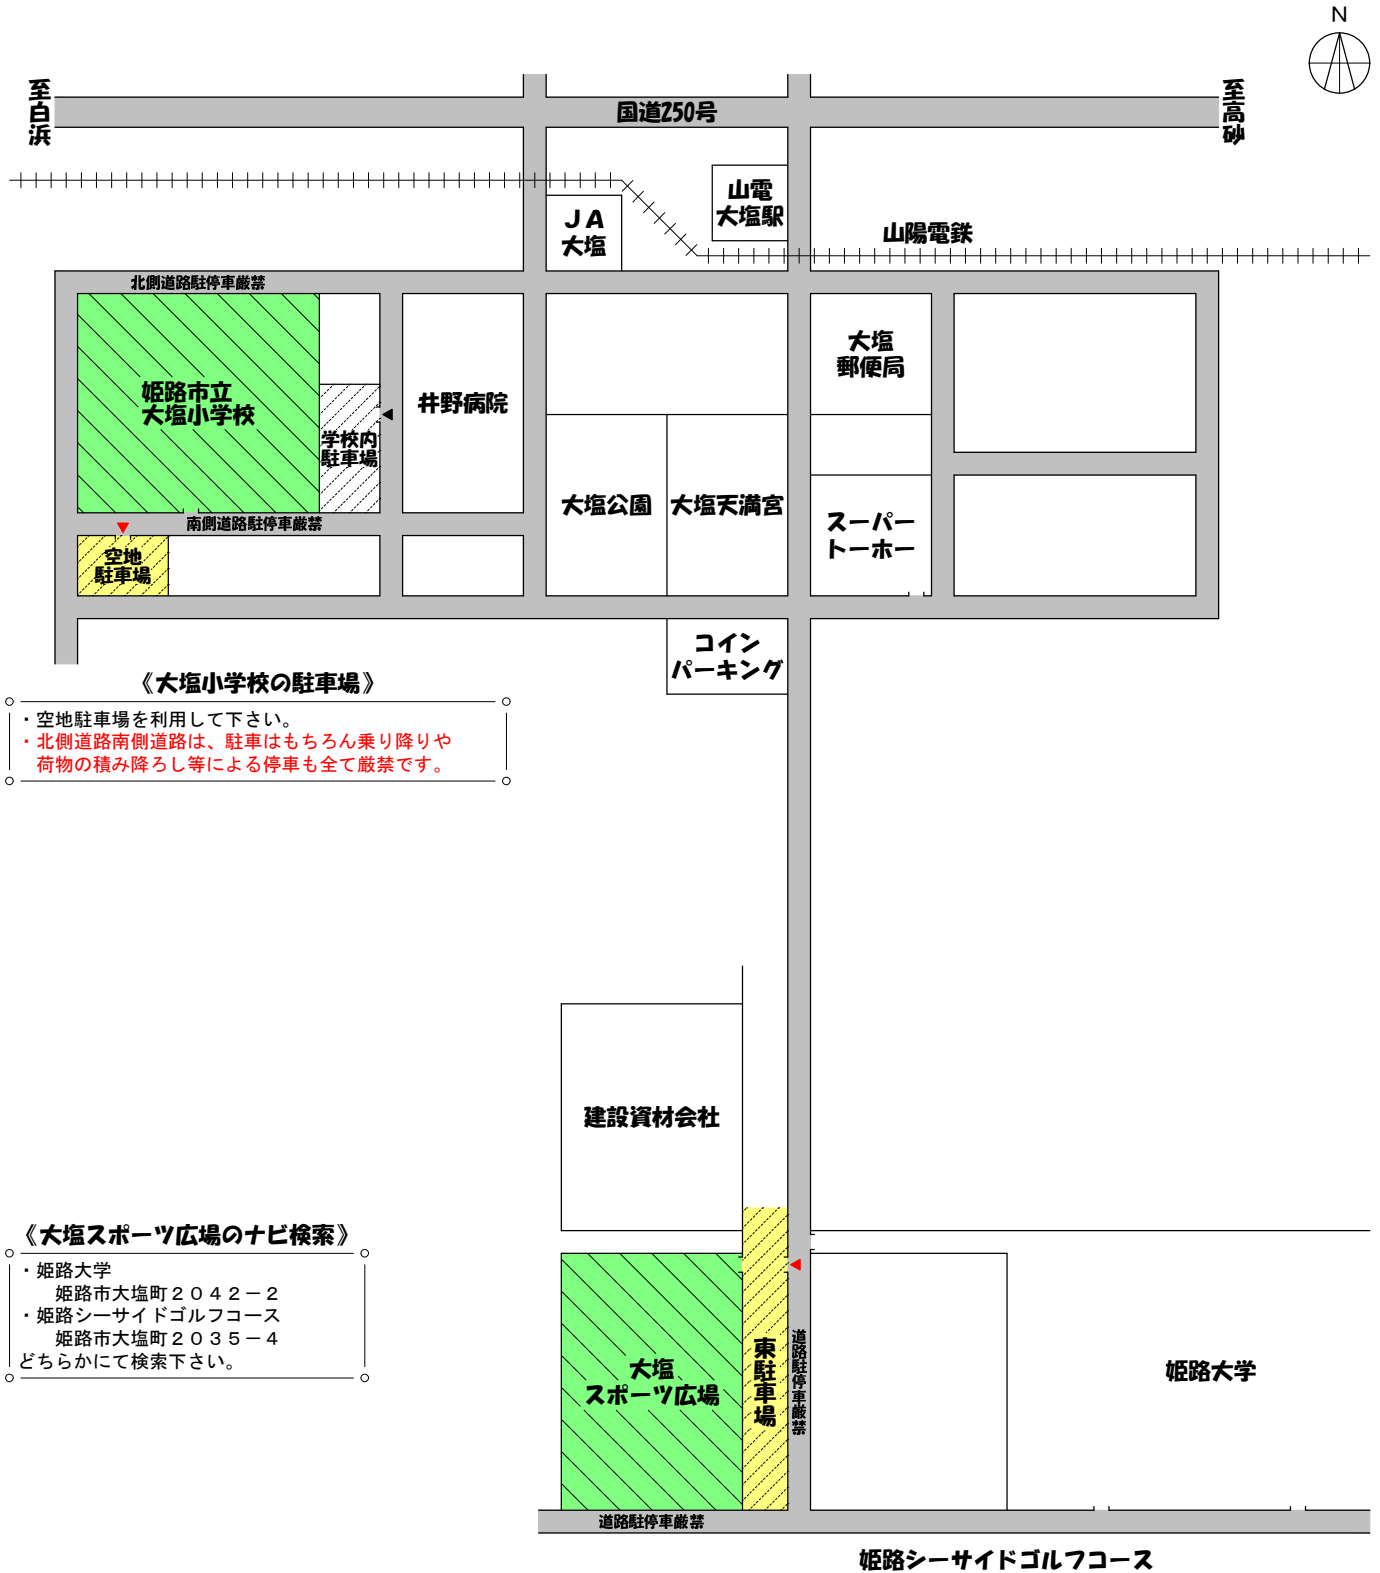 N
至白浜
国道250号
至高砂
山電
大塩駅
ＪＡ
大塩
山陽電鉄
北側道路駐停車厳禁
姫路市立
大塩小学校
学校内
駐車場
井野病院
大塩
郵便局
大塩公園
大塩天満宮
スーパー
トーホー
南側道路駐停車厳禁
空地
駐車場
コイン
パーキング
《大塩小学校の駐車場》
・空地駐車場を利用して下さい。
・北側道路南側道路は、駐車はもちろん乗り降りや
荷物の積み降ろし等による停車も全て厳禁です。
建設資材会社
《大塩スポーツ広場のナビ検索》
・姫路大学
姫路市大塩町２０４２－２
・姫路シーサイドゴルフコース
姫路市大塩町２０３５－４
どちらかにて検索下さい。
大塩
スポーツ広場
東駐車場
道路駐停車厳禁
姫路大学
道路駐停車厳禁
姫路シーサイドゴルフコース